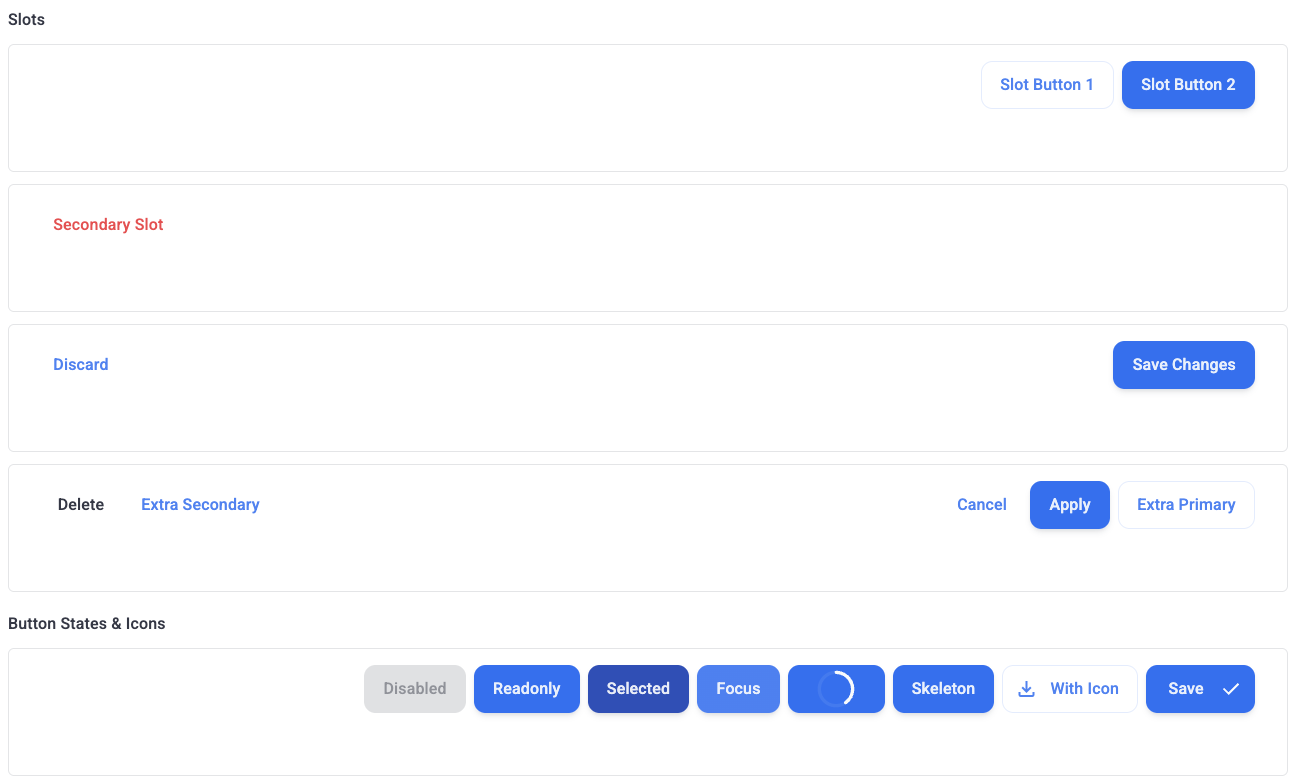 Slots
Slot Button 1 Slot Button 2
Secondary Slot
Discard Save Changes
Delete Extra Secondary Cancel Apply Extra Primary
Button States & Icons
Disabled Readonly Selected Focus Skeleton With Icon Save